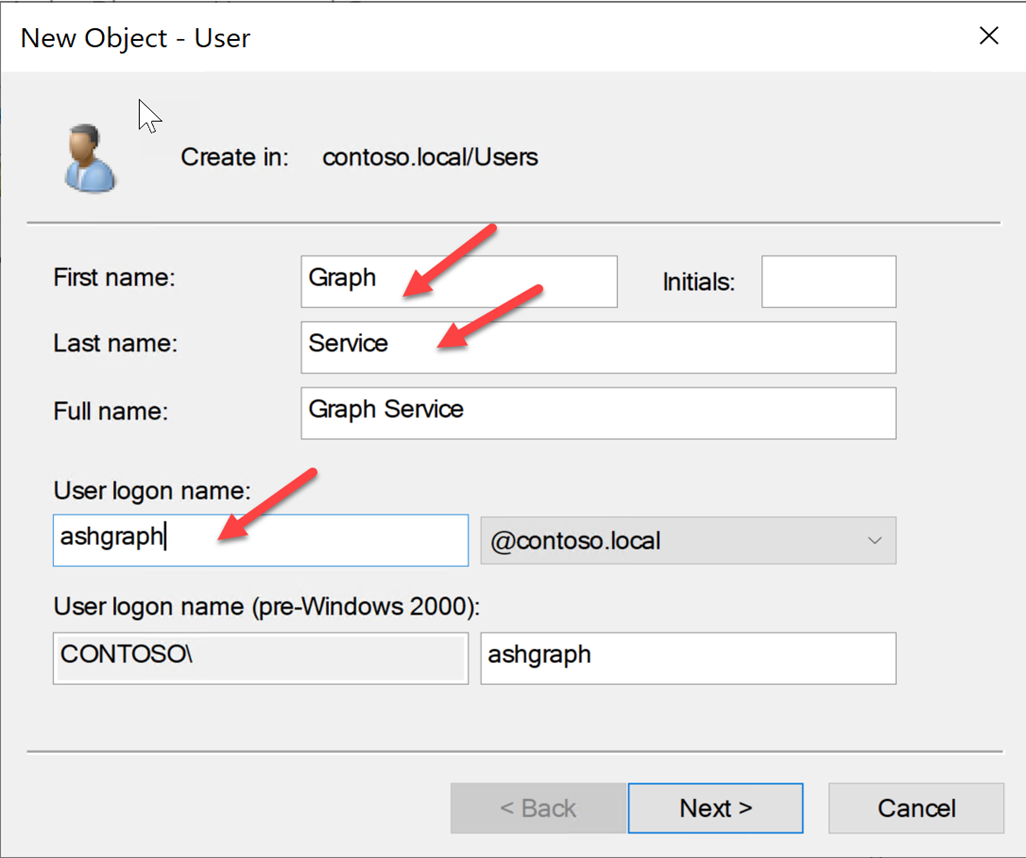 New Object - User
Create in: contoso.local/Users
First name: Graph Initials:
Last name: Service
Full name: Graph Service
User logon name:
ashgraph @contoso.local
User logon name (pre-Windows 2000):
CONTOSO\ ashgraph
< Back Next > Cancel